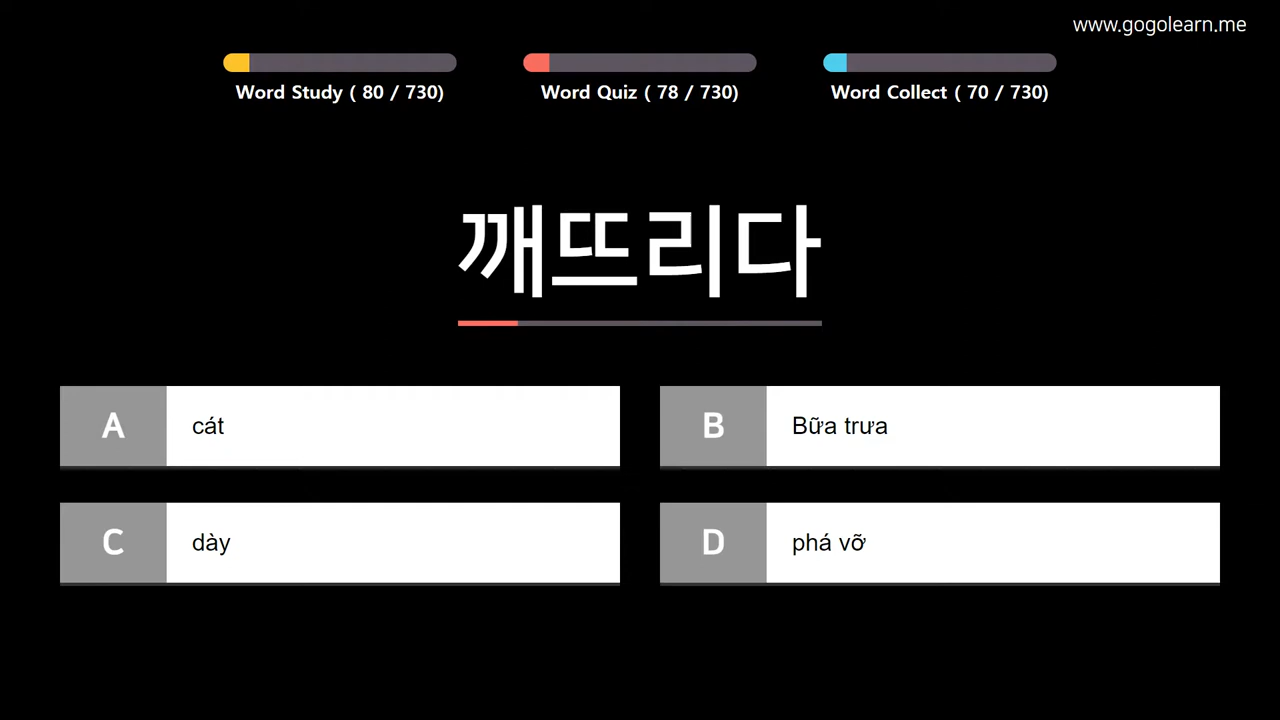 www.gogolearn.me
Word Study ( 80 / 730)
Word Quiz ( 78 / 730)
Word Collect ( 70 / 730)
깨뜨리다
A cát
B Bữa trưa
C dày
D phá vỡ